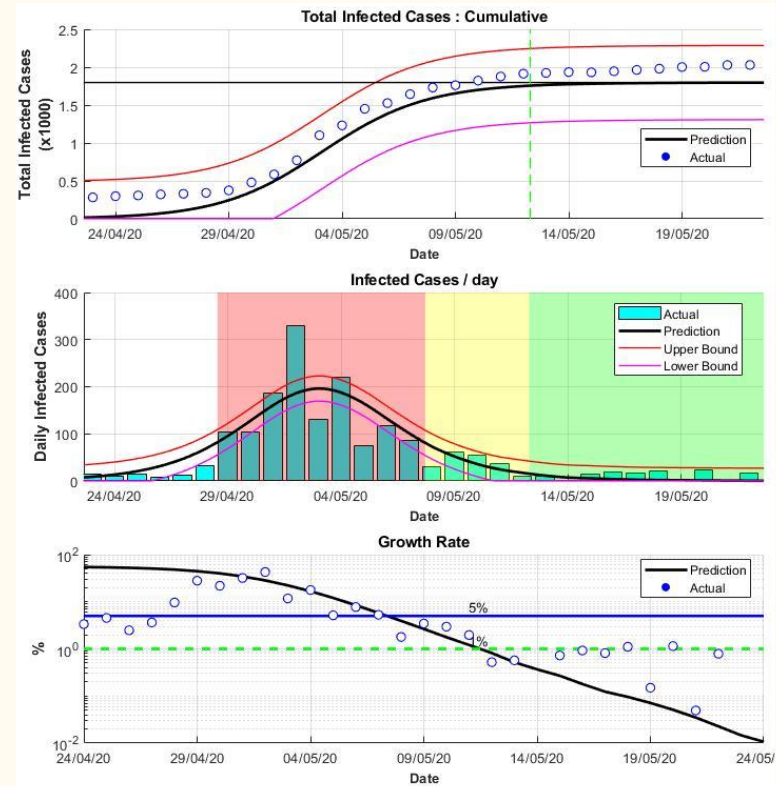 Total Infected Cases : Cumulative
2.5
2
1.5
1
0.5
0
Total Infected Cases
(x1000)
Prediction
Actual
24/04/20 29/04/20 04/05/20 09/05/20 14/05/20 19/05/20
Date
Infected Cases / day
400
300
200
100
0
Daily Infected Cases
Actual
Prediction
Upper Bound
Lower Bound
24/04/20 29/04/20 04/05/20 09/05/20 14/05/20 19/05/20
Date
Growth Rate
10^2
10^0
10^-2
%
5%
1%
Prediction
Actual
24/04/20 29/04/20 04/05/20 09/05/20 14/05/20 19/05/20 24/05/
Date